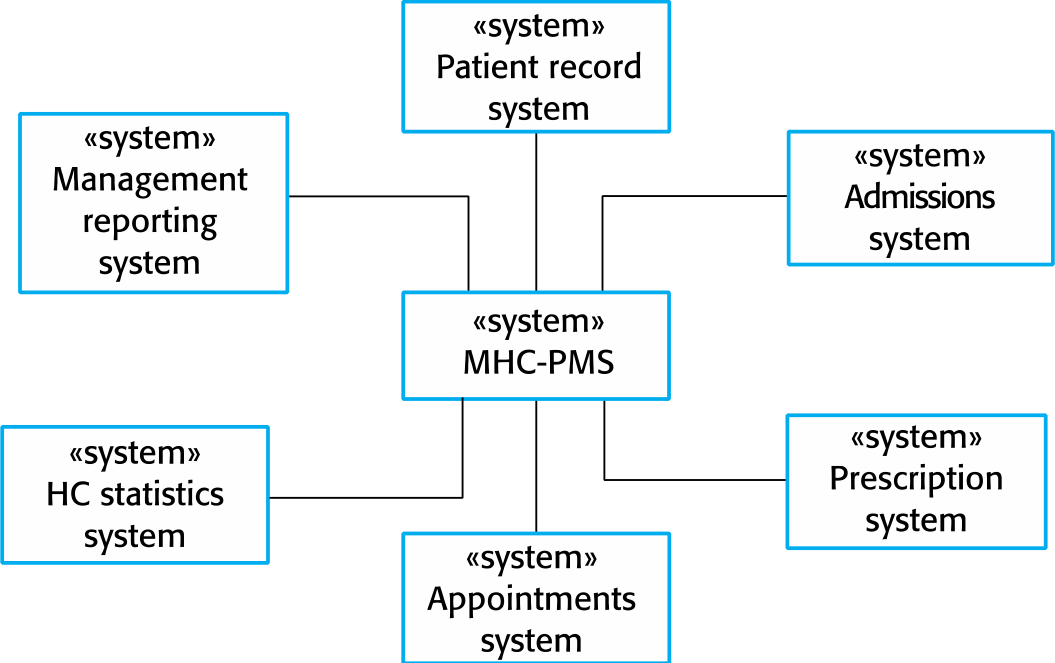 «system»
Patient record
system
«system»
Management
reporting
system
«system»
Admissions
system
«system»
MHC-PMS
«system»
HC statistics
system
«system»
Prescription
system
«system»
Appointments
system